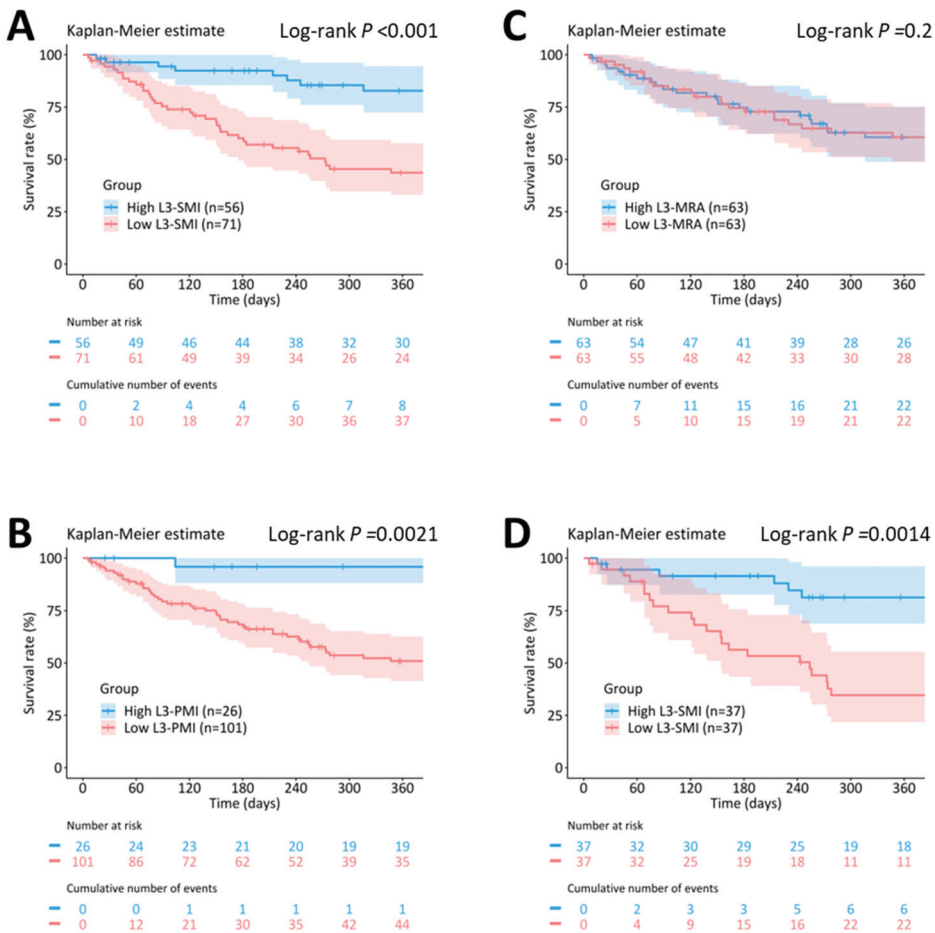 A
Kaplan-Meier estimate
Log-rank P <0.001
Survival rate (%)
100
75
50
25
0
Group
High L3-SMI (n=56)
Low L3-SMI (n=71)
0 60 120 180 240 300 360
Time (days)
Number at risk
56 49 46 44 38 32 30
71 61 49 39 34 26 24
Cumulative number of events
0 2 4 4 6 7 8
0 10 18 27 30 36 37
C
Kaplan-Meier estimate
Log-rank P =0.2
Survival rate (%)
100
75
50
25
0
Group
High L3-MRA (n=63)
Low L3-MRA (n=63)
0 60 120 180 240 300 360
Time (days)
Number at risk
63 54 47 41 39 28 26
63 55 48 42 33 30 28
Cumulative number of events
0 7 11 15 16 21 22
0 5 10 15 19 21 22
B
Kaplan-Meier estimate
Log-rank P =0.0021
Survival rate (%)
100
75
50
25
0
Group
High L3-PMI (n=26)
Low L3-PMI (n=101)
0 60 120 180 240 300 360
Time (days)
Number at risk
26 24 23 21 20 19 19
101 86 72 62 52 39 35
Cumulative number of events
0 0 1 1 1 1 1
0 12 21 30 35 42 44
D
Kaplan-Meier estimate
Log-rank P =0.0014
Survival rate (%)
100
75
50
25
0
Group
High L3-SMI (n=37)
Low L3-SMI (n=37)
0 60 120 180 240 300 360
Time (days)
Number at risk
37 32 30 29 25 19 18
37 32 25 19 18 11 11
Cumulative number of events
0 2 3 3 5 6 6
0 4 9 15 16 22 22